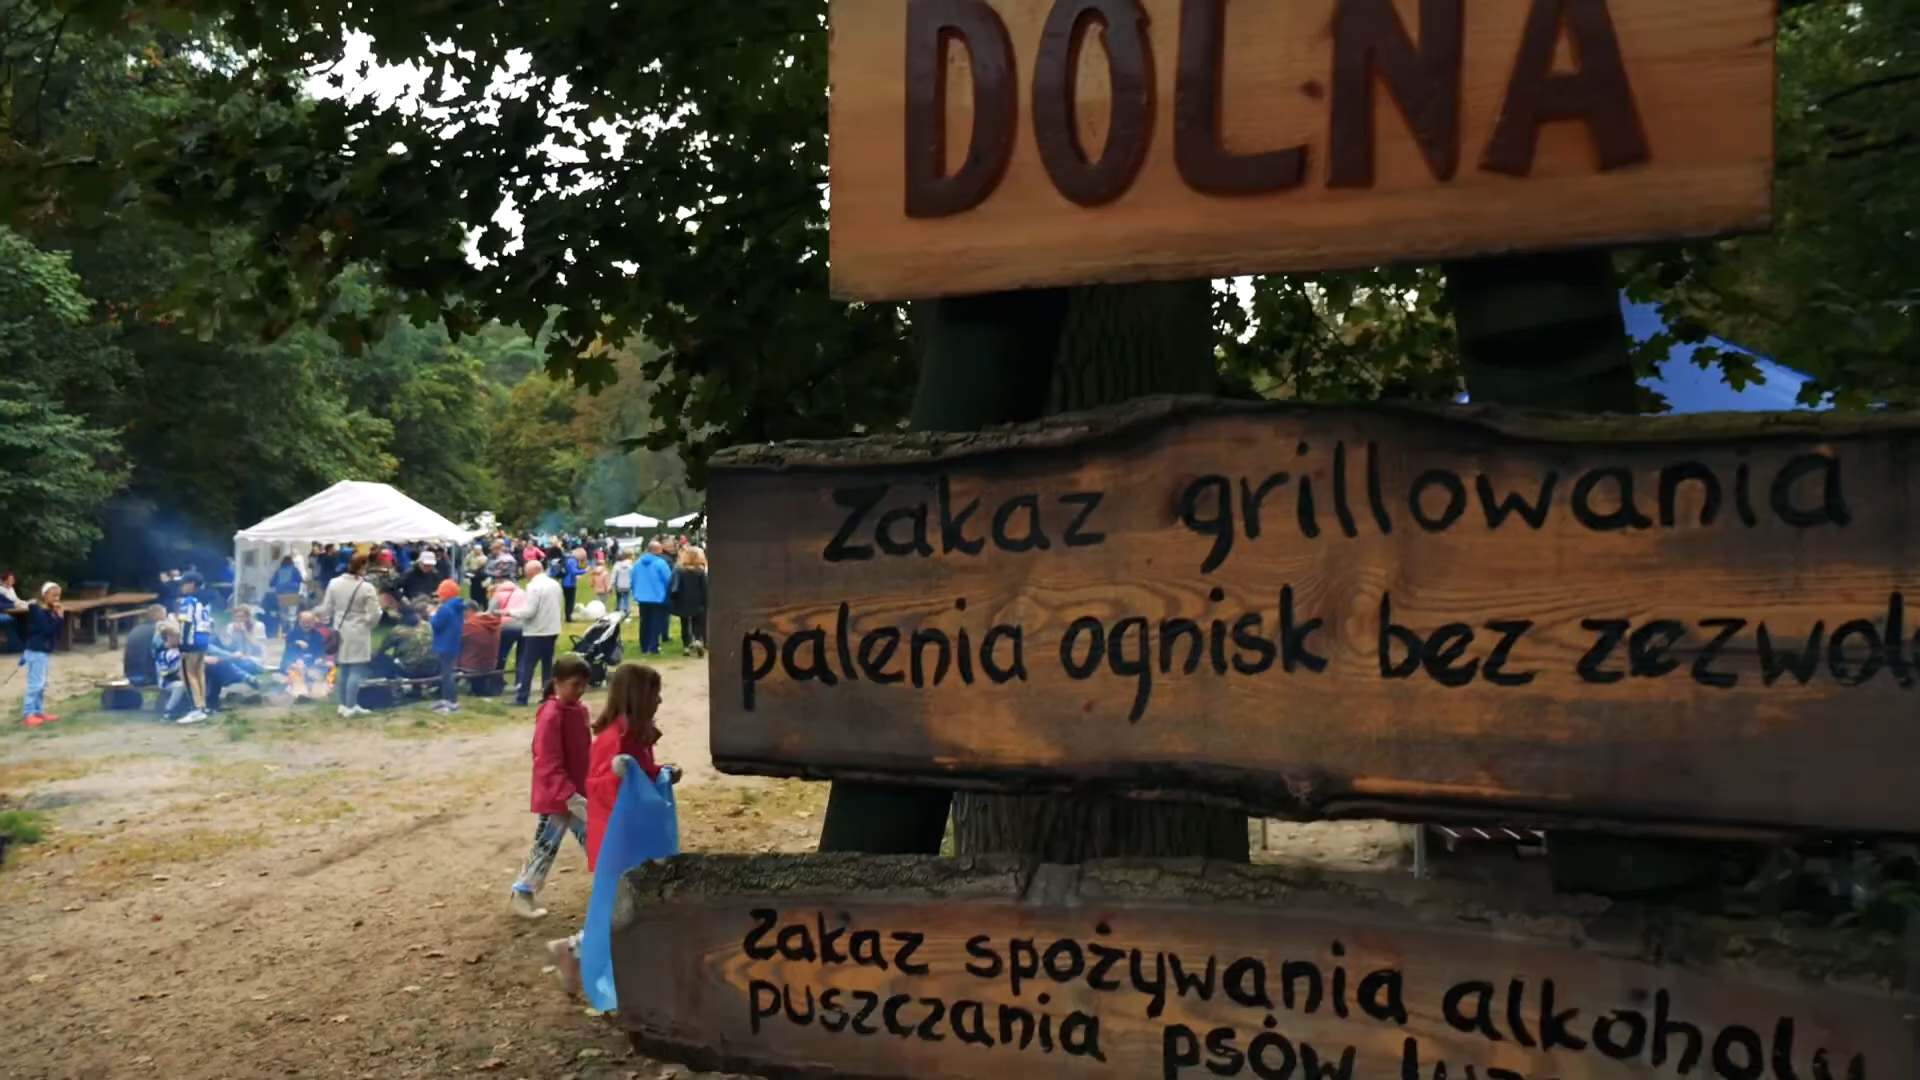 DOLNA
Zakaz grillowania
palenia ognisk bez
Zakaz spożywania alkoholu
puszczania psów